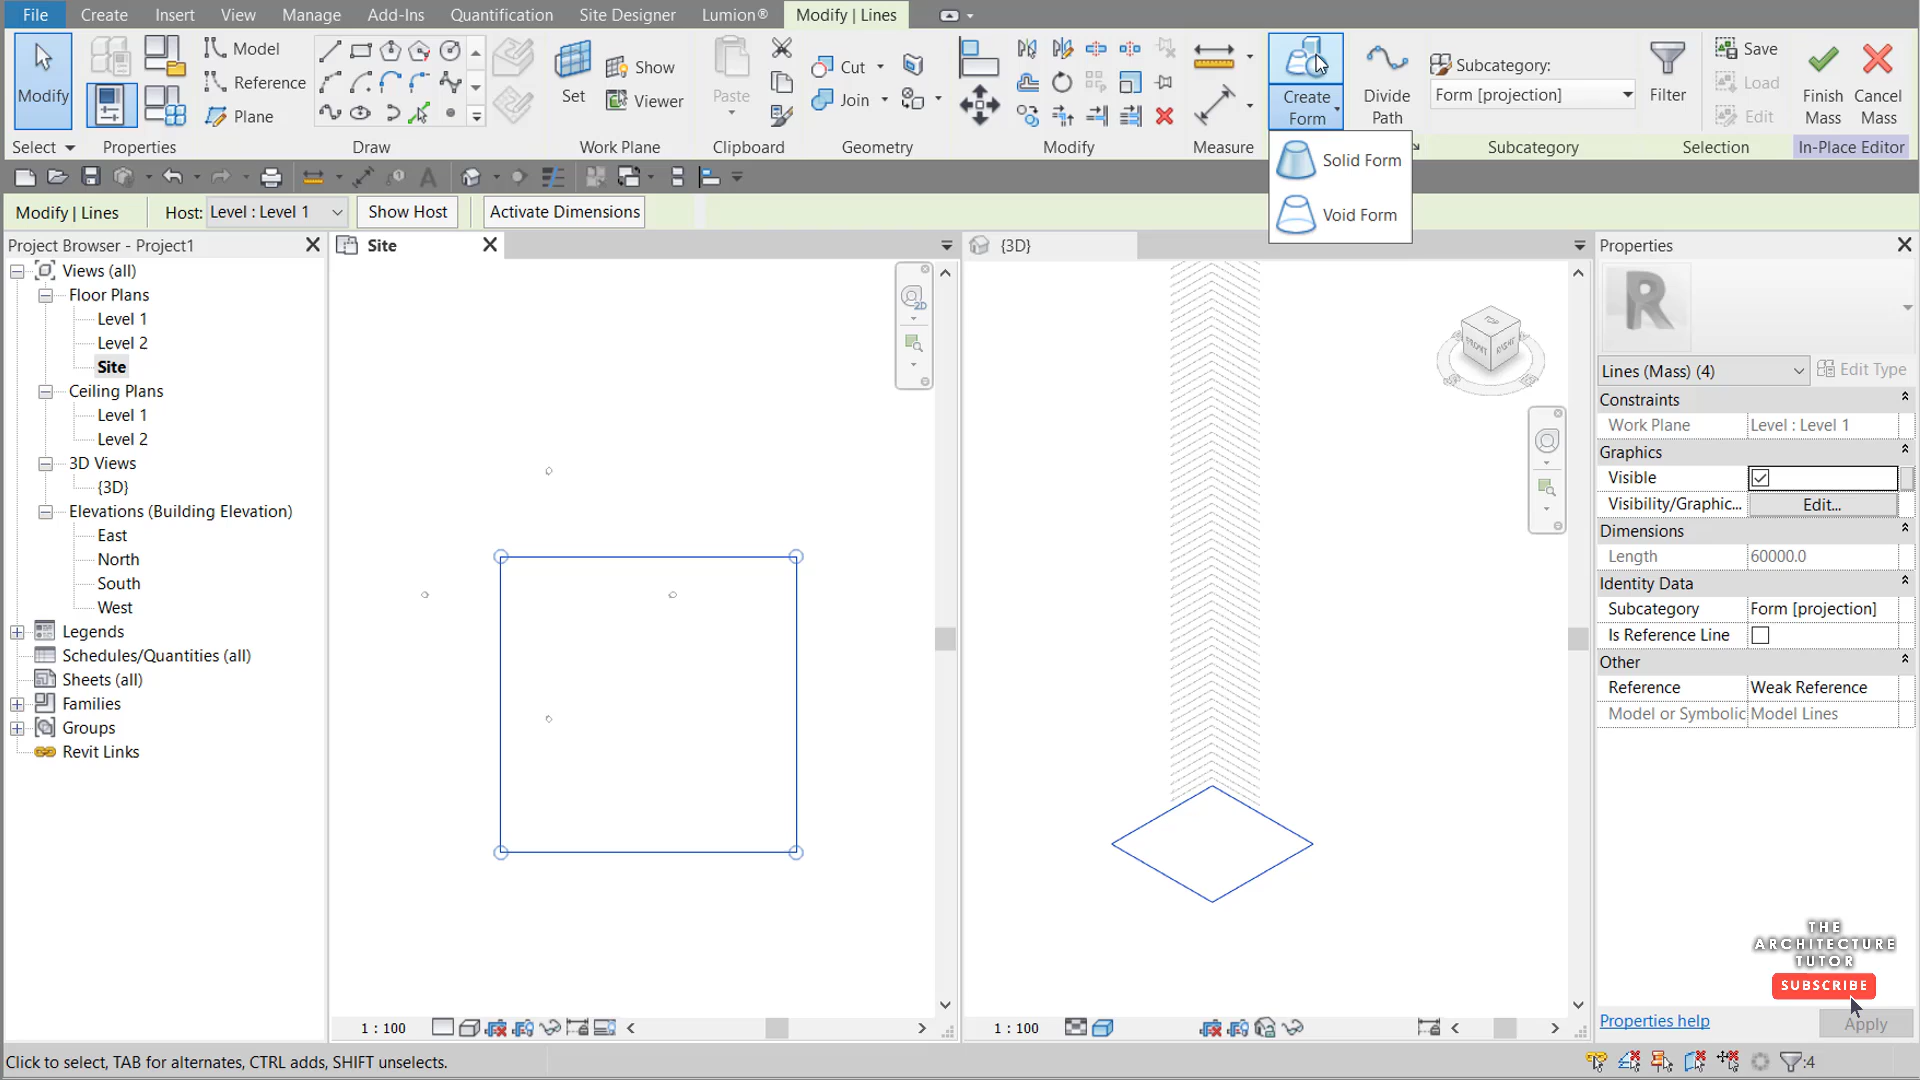 File Create Insert View Manage Add-Ins Quantification Site Designer Lumion® Modify | Lines
Modify
Select
Properties
Model
Reference
Plane
Draw
Set
Show
Viewer
Work Plane
Paste
Clipboard
Cut
Join
Geometry
Modify
Measure
Create
Form
Solid Form
Void Form
Divide
Path
Subcategory:
Form [projection]
Subcategory
Filter
Save
Load
Edit
Selection
Finish
Mass
Cancel
Mass
In-Place Editor
Modify | Lines Host: Level : Level 1 Show Host Activate Dimensions
Project Browser - Project1
Views (all)
Floor Plans
Level 1
Level 2
Site
Ceiling Plans
Level 1
Level 2
3D Views
{3D}
Elevations (Building Elevation)
East
North
South
West
Legends
Schedules/Quantities (all)
Sheets (all)
Families
Groups
Revit Links
Site
2D
1 : 100
{3D}
TOP
FRONT RIGHT
1 : 100
Properties
R
Lines (Mass) (4) Edit Type
Constraints
Work Plane Level : Level 1
Graphics
Visible
Visibility/Graphic... Edit...
Dimensions
Length 60000.0
Identity Data
Subcategory Form [projection]
Is Reference Line
Other
Reference Weak Reference
Model or Symbolic Model Lines
THE
ARCHITECTURE
TUTOR
SUBSCRIBE
Properties help Apply
Click to select, TAB for alternates, CTRL adds, SHIFT unselects.
:4